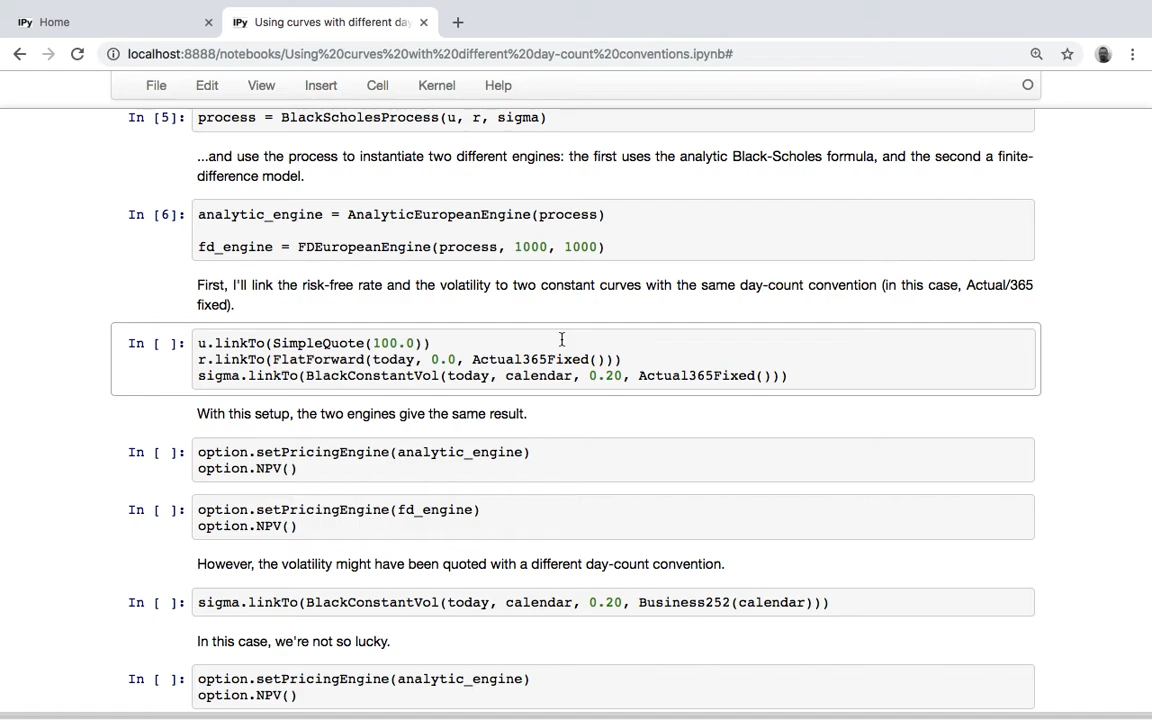 IPy Home ×
IPy Using curves with different da × +
localhost:8888/notebooks/Using%20curves%20with%20different%20day-count%20conventions.ipynb#
File Edit View Insert Cell Kernel Help
In [5]: process = BlackScholesProcess(u, r, sigma)
...and use the process to instantiate two different engines: the first uses the analytic Black-Scholes formula, and the second a finite-
difference model.
In [6]: analytic_engine = AnalyticEuropeanEngine(process)
fd_engine = FDEuropeanEngine(process, 1000, 1000)
First, I'll link the risk-free rate and the volatility to two constant curves with the same day-count convention (in this case, Actual/365
fixed).
In [ ]: u.linkTo(SimpleQuote(100.0))
r.linkTo(FlatForward(today, 0.0, Actual365Fixed()))
sigma.linkTo(BlackConstantVol(today, calendar, 0.20, Actual365Fixed()))
With this setup, the two engines give the same result.
In [ ]: option.setPricingEngine(analytic_engine)
option.NPV()
In [ ]: option.setPricingEngine(fd_engine)
option.NPV()
However, the volatility might have been quoted with a different day-count convention.
In [ ]: sigma.linkTo(BlackConstantVol(today, calendar, 0.20, Business252(calendar)))
In this case, we're not so lucky.
In [ ]: option.setPricingEngine(analytic_engine)
option.NPV()